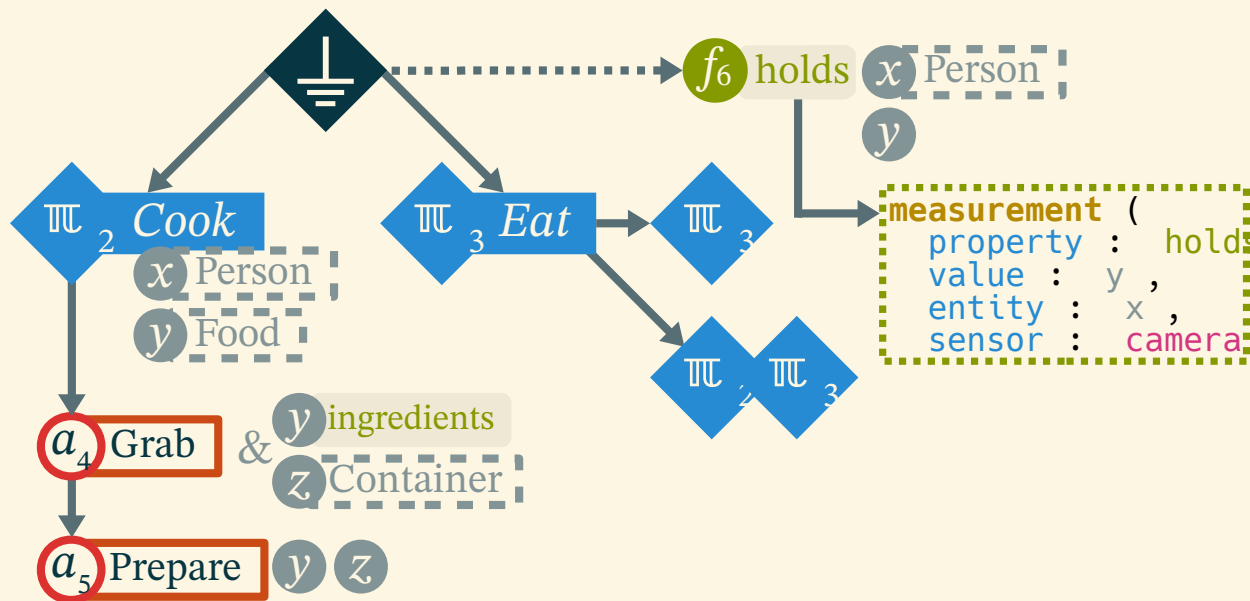 f6 holds x Person
y
ℼ2 Cook
x Person
y Food
ℼ3 Eat
ℼ3
ℼ2 ℼ3
measurement (
property : holds
value : y ,
entity : x ,
sensor : camera
a4 Grab & y ingredients
z Container
a5 Prepare y z